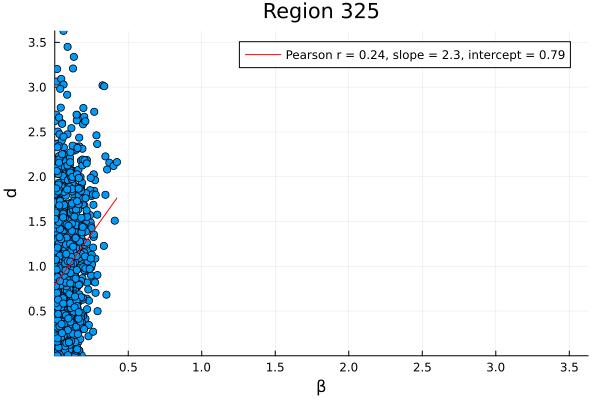 Region 325
Pearson r = 0.24, slope = 2.3, intercept = 0.79
3.5
3.0
2.5
2.0
1.5
1.0
0.5
d
0.5 1.0 1.5 2.0 2.5 3.0 3.5
β